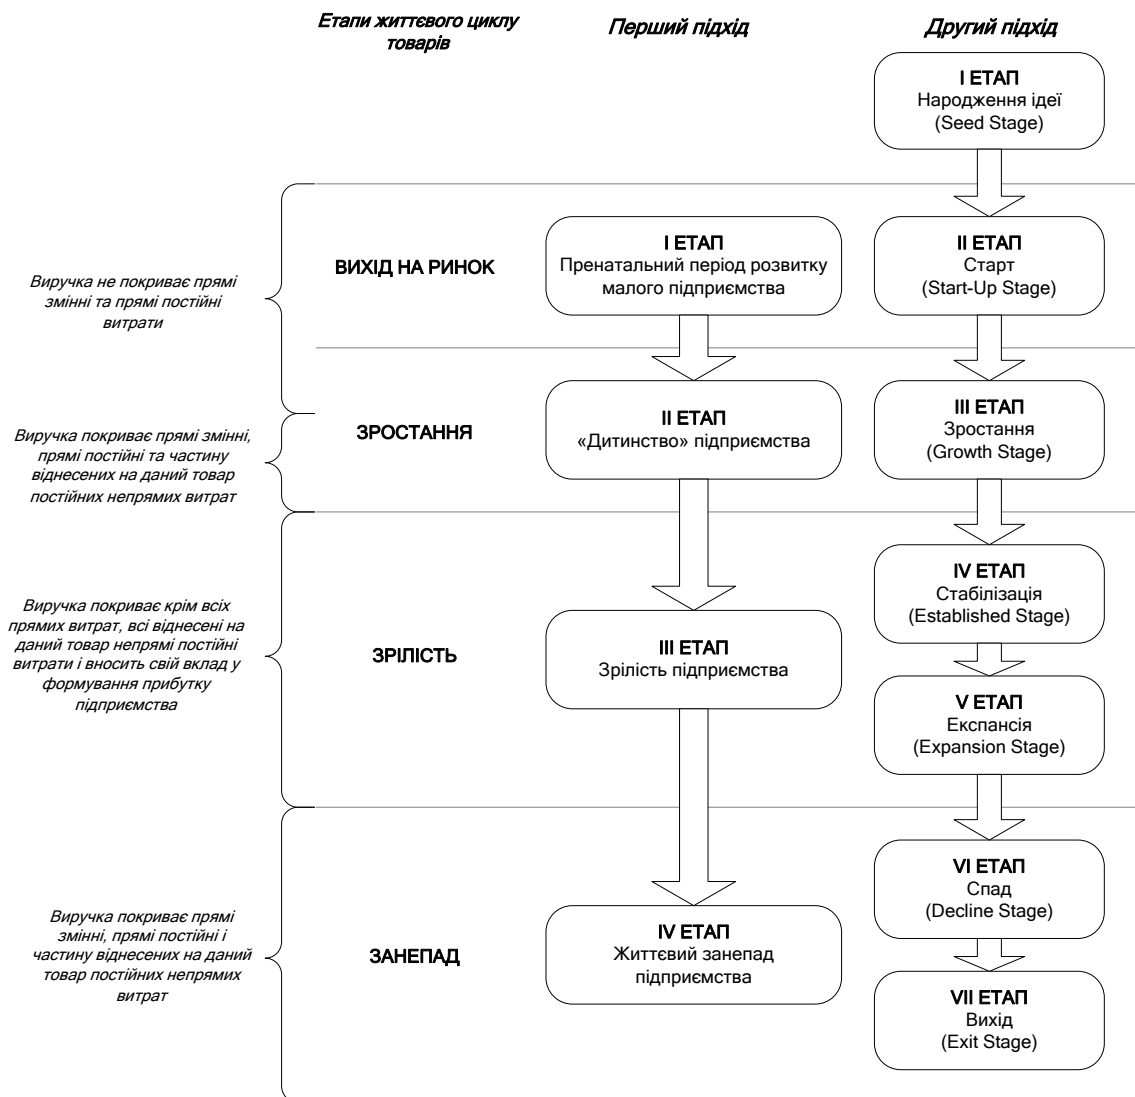 Етапи життєвого циклу
товарів
Перший підхід
Другий підхід
І ЕТАП
Народження ідеї
(Seed Stage)
Виручка не покриває прямі
змінні та прямі постійні
витрати
ВИХІД НА РИНОК
І ЕТАП
Пренатальний період розвитку
малого підприємства
ІІ ЕТАП
Старт
(Start-Up Stage)
Виручка покриває прямі змінні,
прямі постійні та частину
віднесених на даний товар
постійних непрямих витрат
ЗРОСТАННЯ
ІІ ЕТАП
«Дитинство» підприємства
ІІІ ЕТАП
Зростання
(Growth Stage)
Виручка покриває крім всіх
прямих витрат, всі віднесені на
даний товар непрямі постійні
витрати і вносить свій вклад у
формування прибутку
підприємства
ЗРІЛІСТЬ
ІІІ ЕТАП
Зрілість підприємства
IV ЕТАП
Стабілізація
(Established Stage)
V ЕТАП
Експансія
(Expansion Stage)
Виручка покриває прямі
змінні, прямі постійні і
частину віднесених на даний
товар постійних непрямих
витрат
ЗАНЕПАД
IV ЕТАП
Життєвий занепад
підприємства
VI ЕТАП
Спад
(Decline Stage)
VII ЕТАП
Вихід
(Exit Stage)